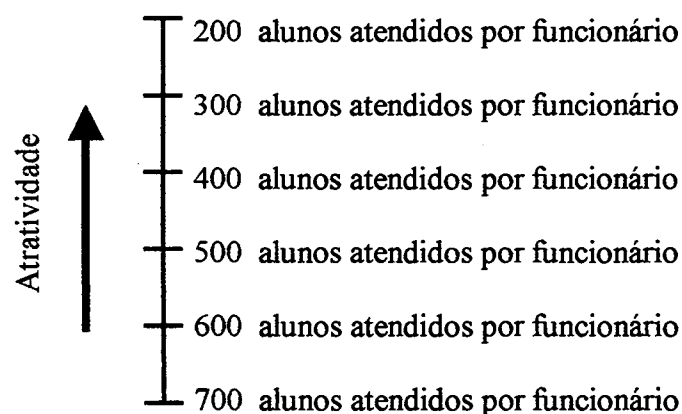 200 alunos atendidos por funcionário
300 alunos atendidos por funcionário
400 alunos atendidos por funcionário
500 alunos atendidos por funcionário
600 alunos atendidos por funcionário
700 alunos atendidos por funcionário
Atratividade